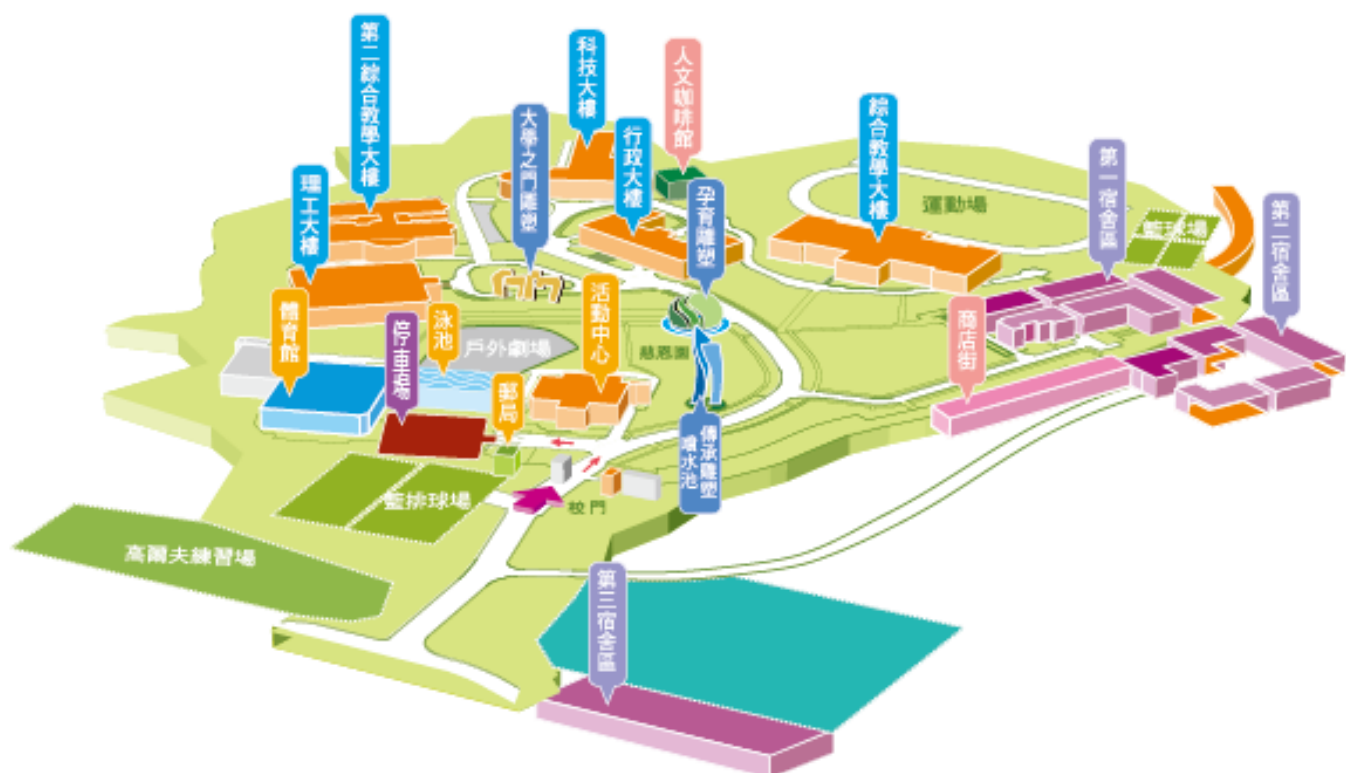 第二綜合教學大樓
科技大樓
人文咖啡館
大學之門雕塑
行政大樓
綜合教學大樓
理工大樓
孕育雕塑
運動場
第一宿舍區
籃球場
第二宿舍區
體育館
停車場
泳池
戶外劇場
活動中心
慈恩園
商店街
郵局
傳承雕塑
噴水池
籃排球場
校門
高爾夫練習場
第三宿舍區